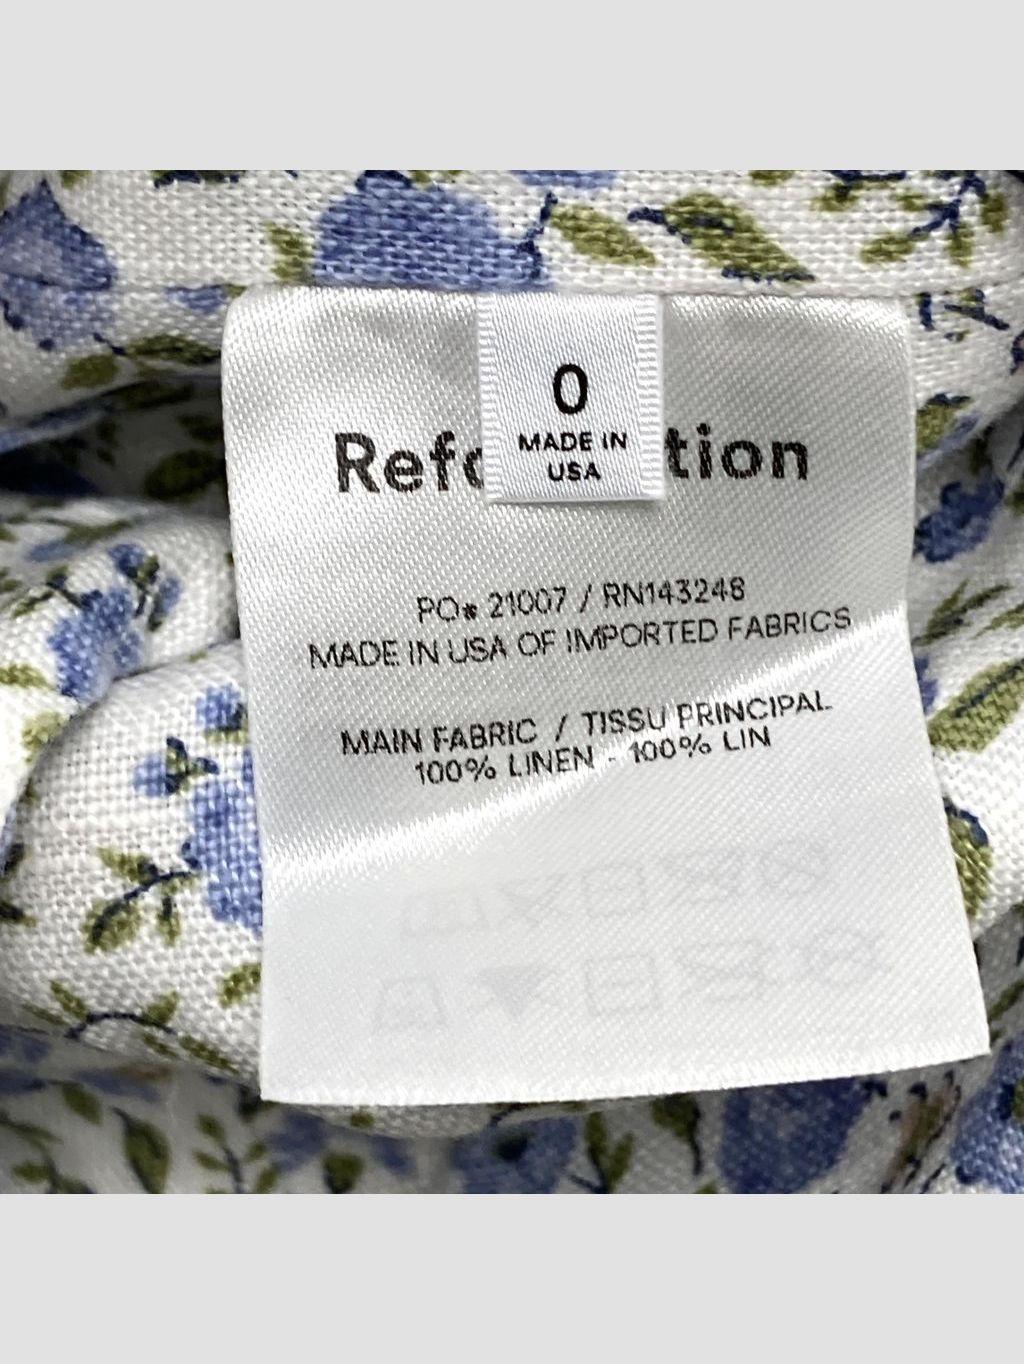 0
MADE IN
USA
Refo tion
PO# 21007 / RN143248
MADE IN USA OF IMPORTED FABRICS
MAIN FABRIC / TISSU PRINCIPAL
100% LINEN - 100% LIN